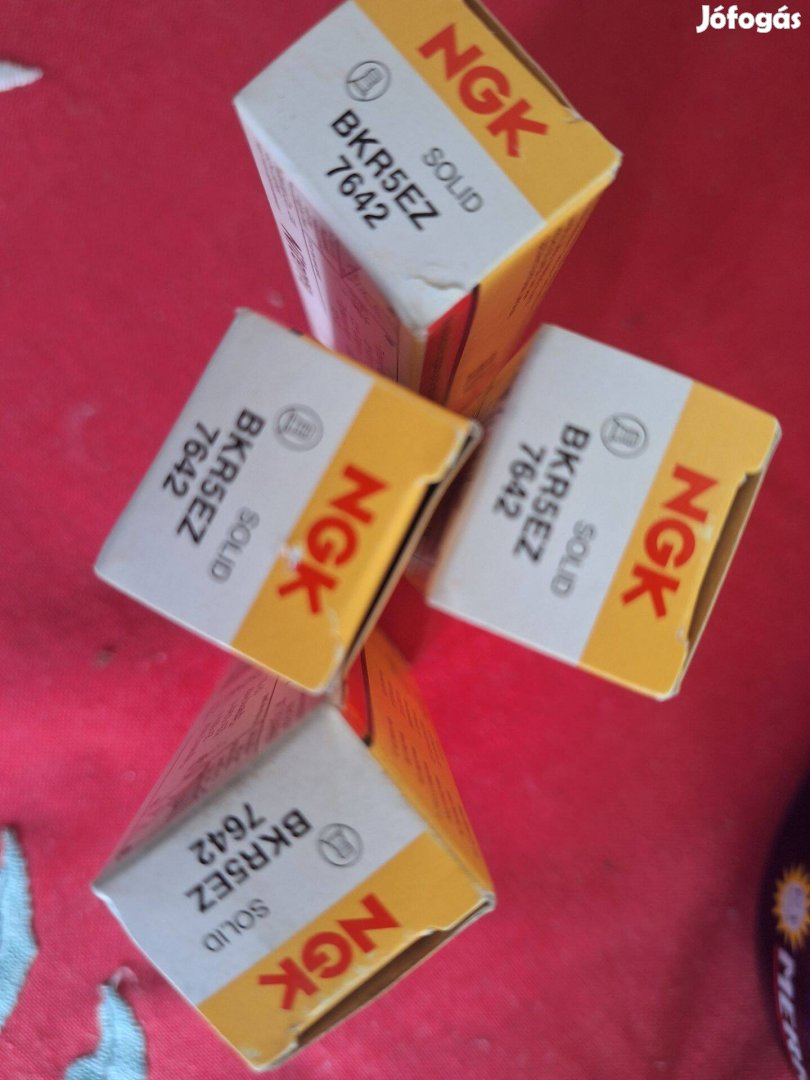 Jófogás
NGK
SOLID
BKR5EZ
7642
NGK
SOLID
BKR5EZ
7642
NGK
SOLID
BKR5EZ
7642
NGK
SOLID
BKR5EZ
7642